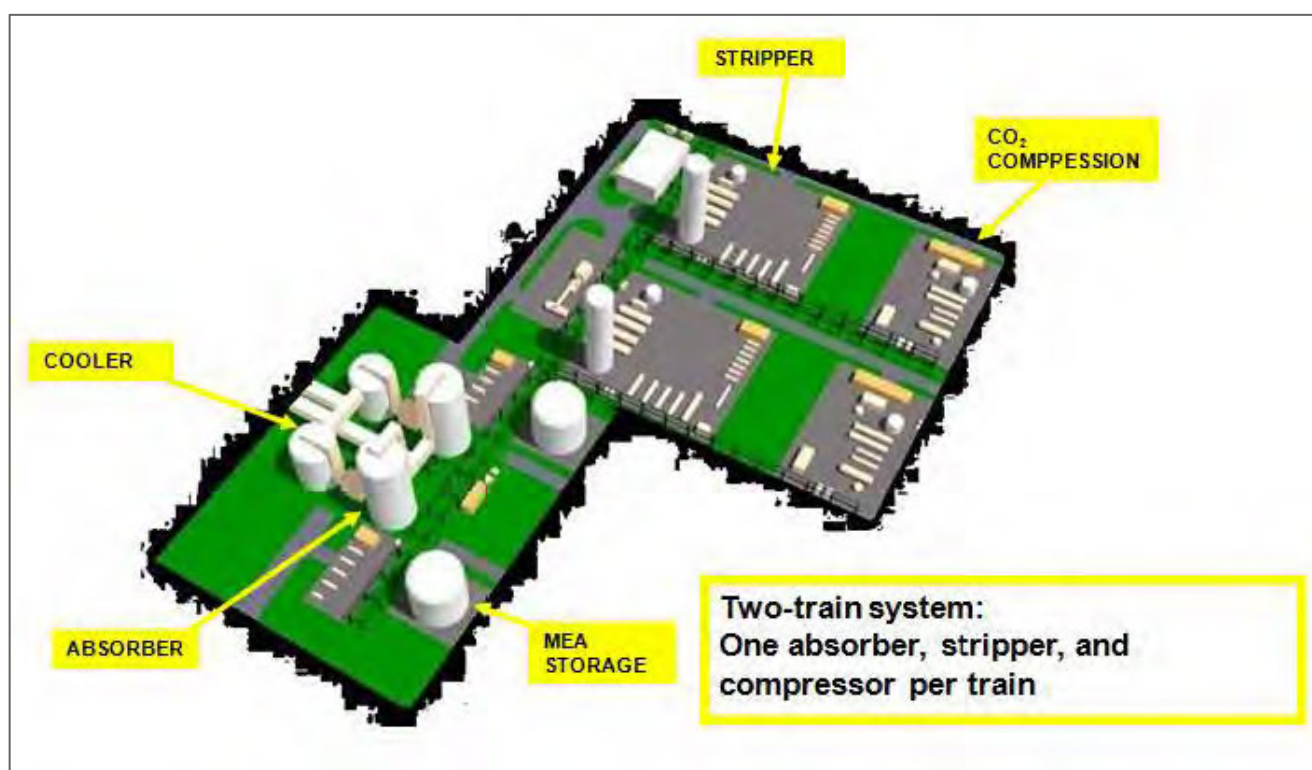 STRIPPER
CO₂
COMPPESSION
COOLER
ABSORBER
MEA
STORAGE
Two-train system:
One absorber, stripper, and
compressor per train